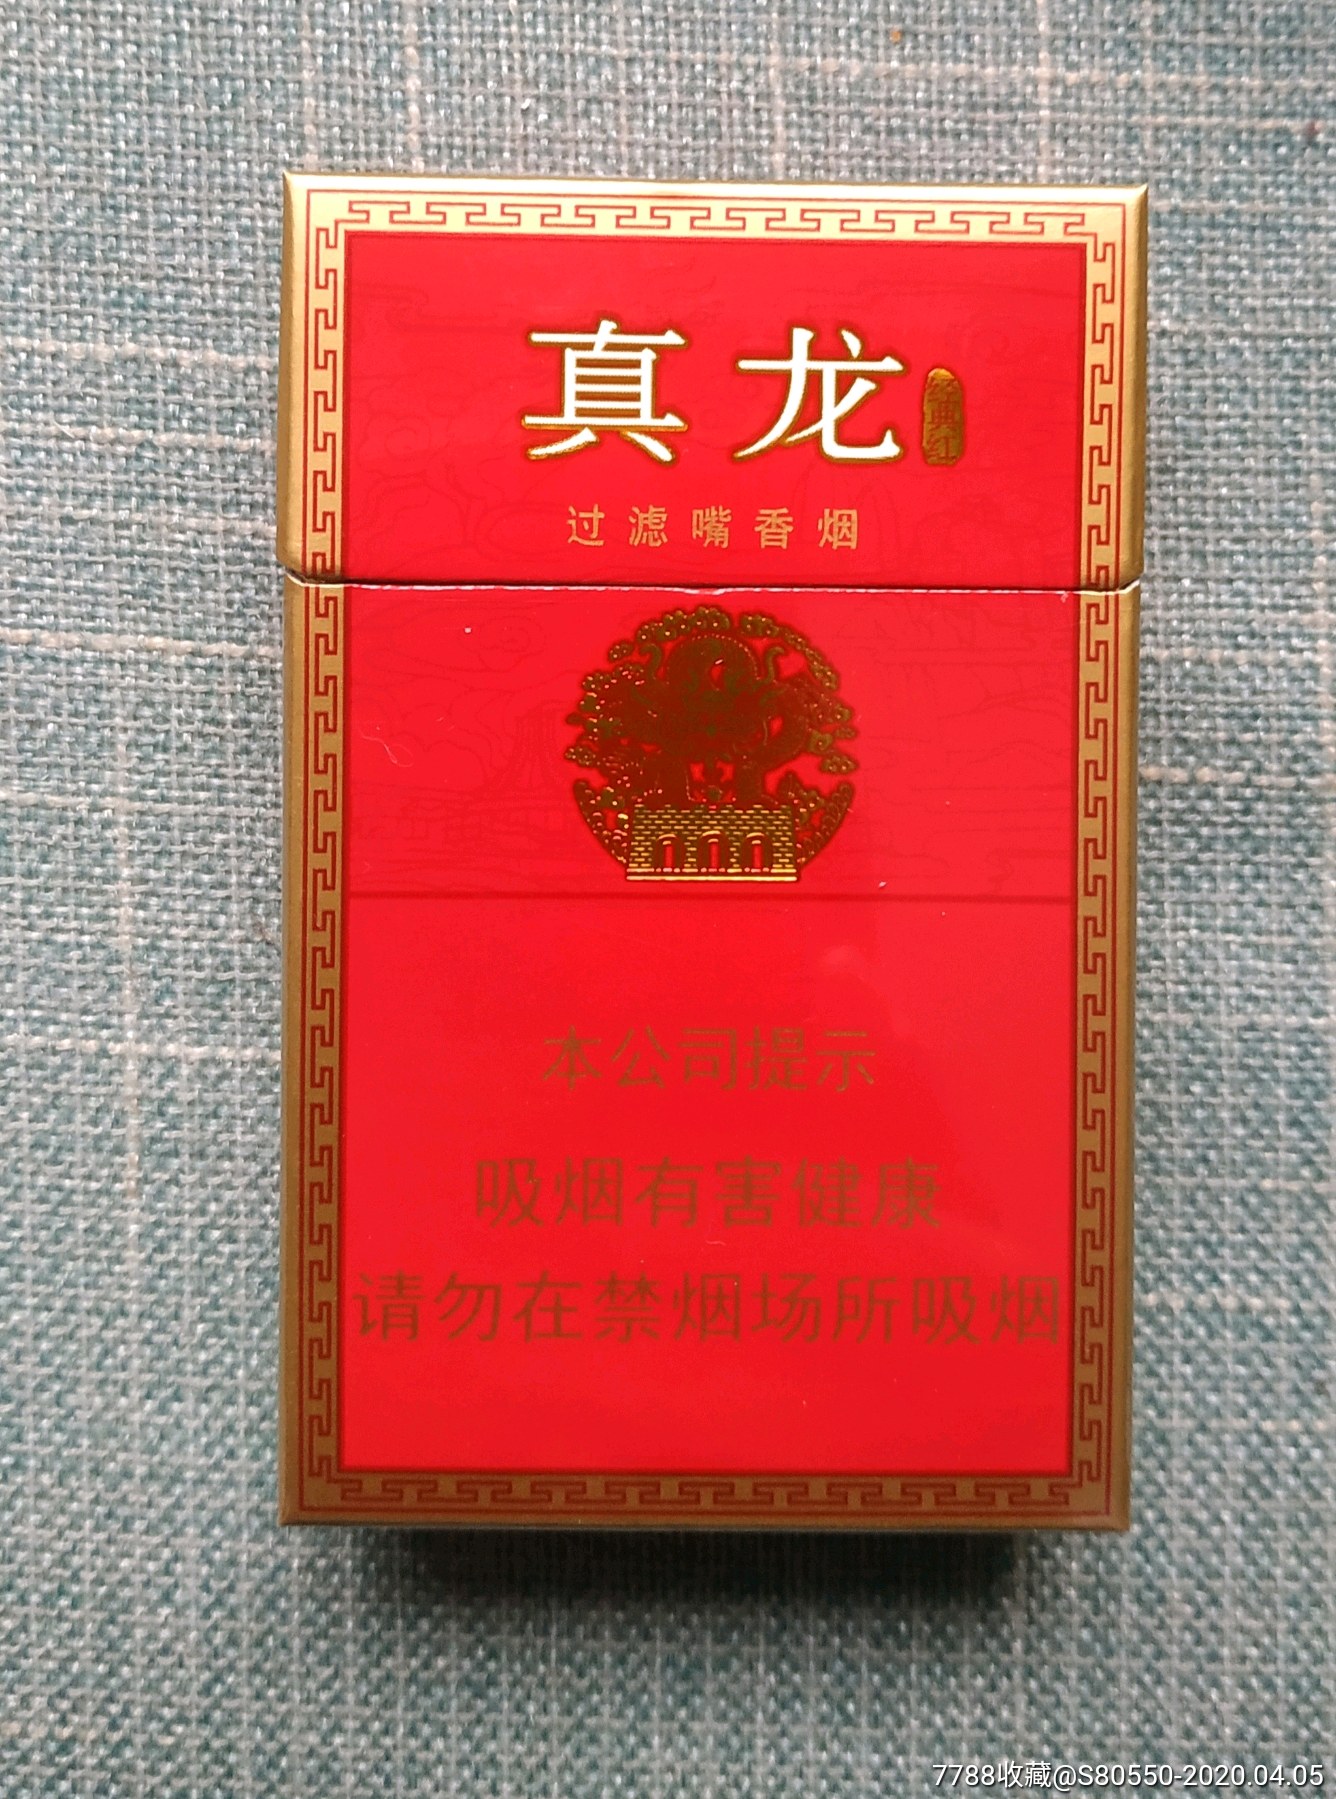 真龙
经典红
过滤嘴香烟
本公司提示
吸烟有害健康
请勿在禁烟场所吸烟
7788收藏@S80550-2020.04.05